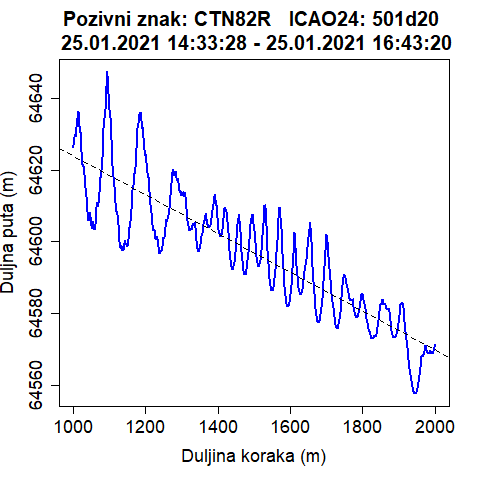 Pozivni znak: CTN82R   ICAO24: 501d20
25.01.2021 14:33:28 - 25.01.2021 16:43:20
Duljna puta (m)
64640
64620
64600
64580
64560
1000 1200 1400 1600 1800 2000
Duljina koraka (m)